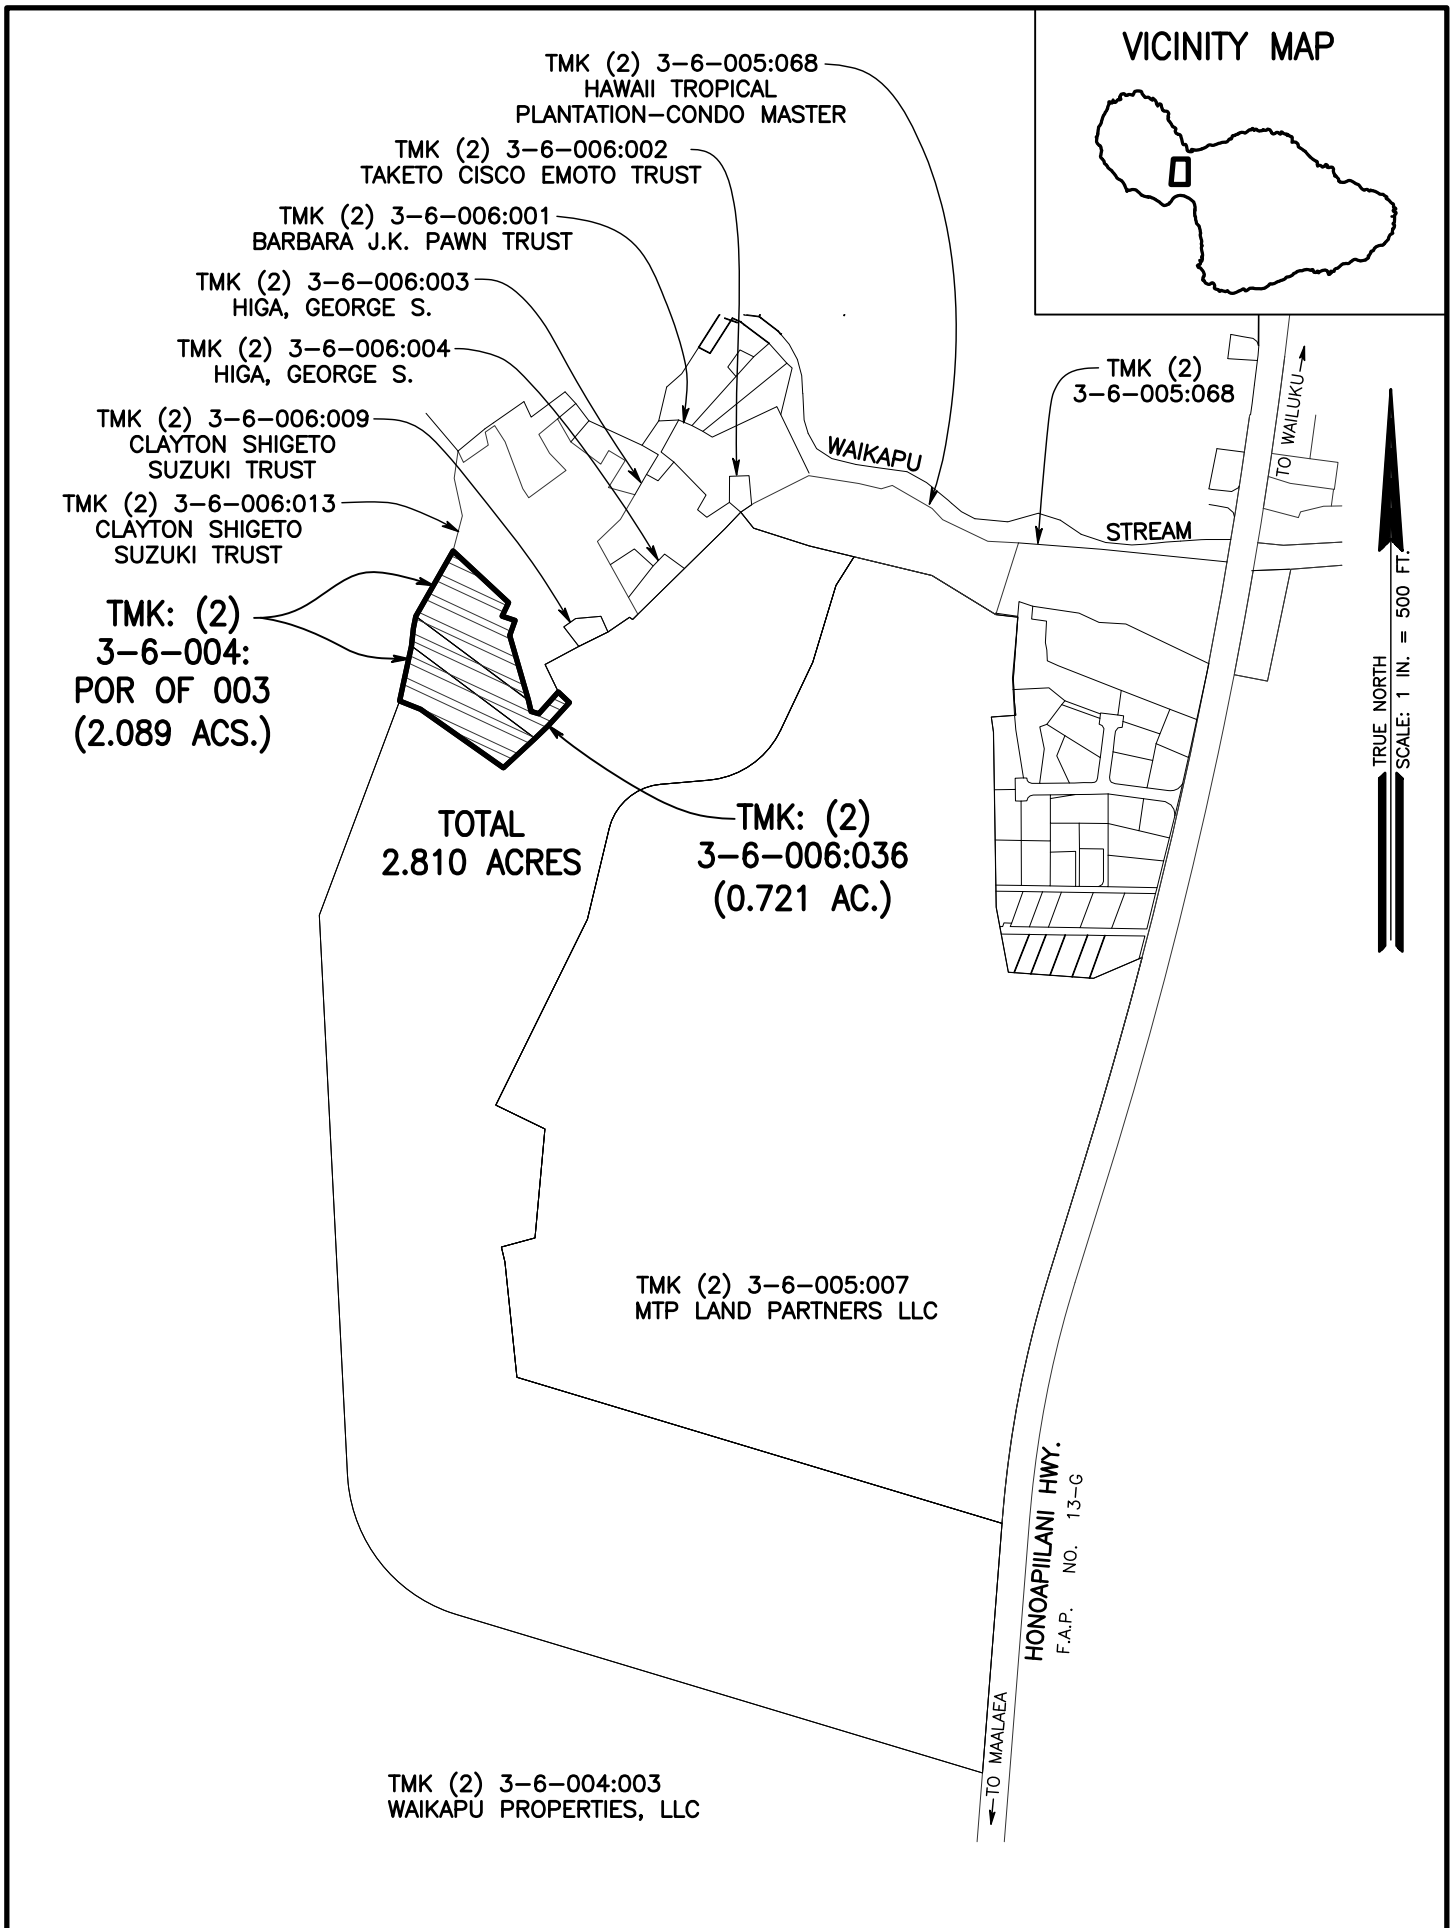 VICINITY MAP
TMK (2) 3-6-005:068
HAWAII TROPICAL
PLANTATION-CONDO MASTER
TMK (2) 3-6-006:002
TAKETO CISCO EMOTO TRUST
TMK (2) 3-6-006:001
BARBARA J.K. PAWN TRUST
TMK (2) 3-6-006:003
HIGA, GEORGE S.
TMK (2) 3-6-006:004
HIGA, GEORGE S.
TMK (2) 3-6-006:009
CLAYTON SHIGETO
SUZUKI TRUST
TMK (2) 3-6-006:013
CLAYTON SHIGETO
SUZUKI TRUST
TMK: (2)
3-6-004:
POR OF 003
(2.089 ACS.)
TMK (2)
3-6-005:068
TO WAILUKU
WAIKAPU
STREAM
TRUE NORTH
SCALE: 1 IN. = 500 FT.
TOTAL
2.810 ACRES
TMK: (2)
3-6-006:036
(0.721 AC.)
TMK (2) 3-6-005:007
MTP LAND PARTNERS LLC
HONOAPIILANI HWY.
F.A.P. NO. 13-G
TO MAALAEA
TMK (2) 3-6-004:003
WAIKAPU PROPERTIES, LLC